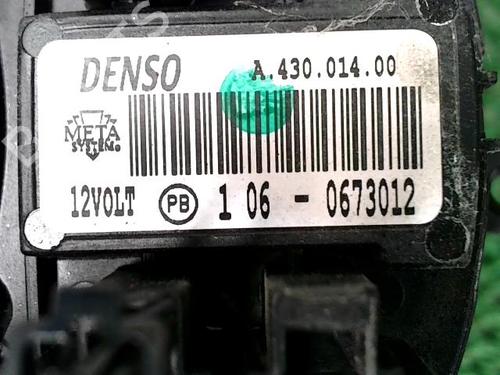 DENSO A.430.014.00
META
SYSTEM
12VOLT PB 1 06 - 0673012